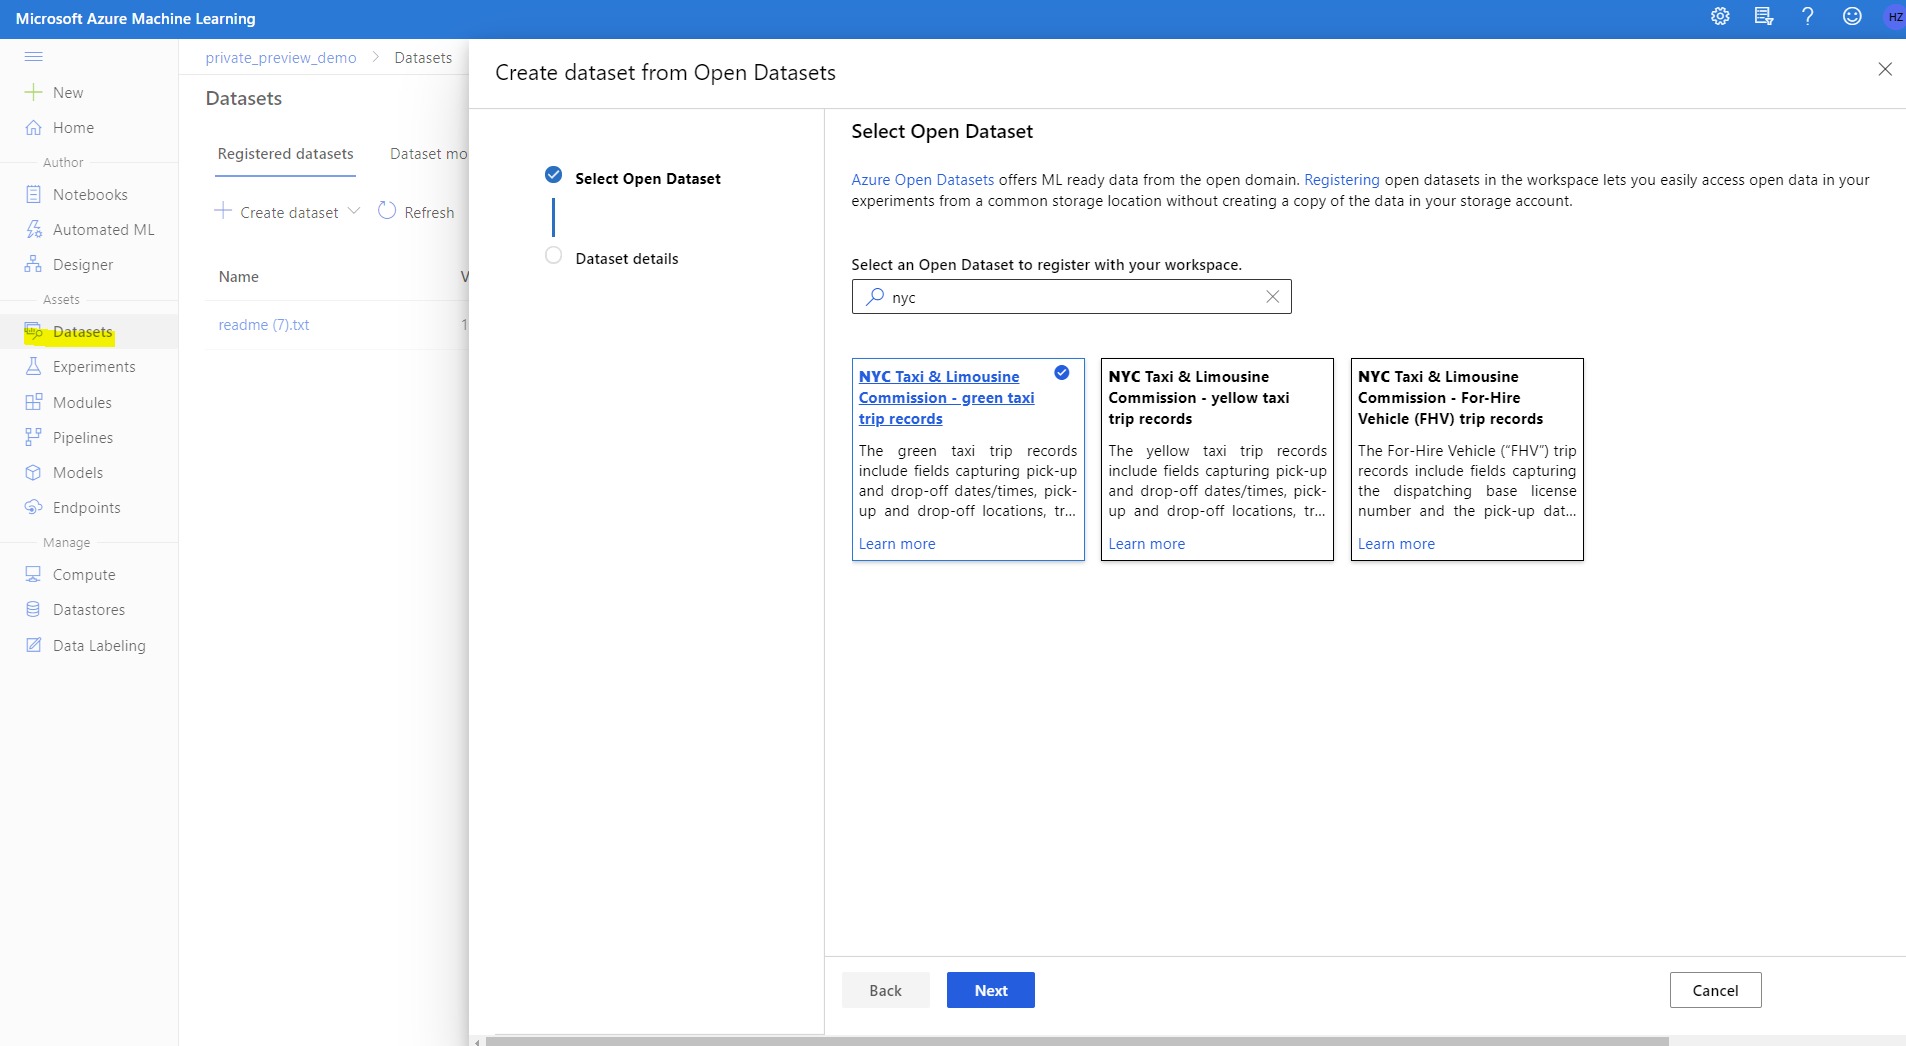 Microsoft Azure Machine Learning
HZ
New
Home
Author
Notebooks
Automated ML
Designer
Assets
Datasets
Experiments
Modules
Pipelines
Models
Endpoints
Manage
Compute
Datastores
Data Labeling
private_preview_demo > Datasets
Datasets
Registered datasets Dataset mo
Create dataset Refresh
Name V
readme (7).txt 1
Create dataset from Open Datasets
Select Open Dataset
Dataset details
Select Open Dataset
Azure Open Datasets offers ML ready data from the open domain. Registering open datasets in the workspace lets you easily access open data in your
experiments from a common storage location without creating a copy of the data in your storage account.
Select an Open Dataset to register with your workspace.
nyc
NYC Taxi & Limousine
Commission - green taxi
trip records
The green taxi trip records
include fields capturing pick-up
and drop-off dates/times, pick-
up and drop-off locations, tr...
Learn more
NYC Taxi & Limousine
Commission - yellow taxi
trip records
The yellow taxi trip records
include fields capturing pick-up
and drop-off dates/times, pick-
up and drop-off locations, tr...
Learn more
NYC Taxi & Limousine
Commission - For-Hire
Vehicle (FHV) trip records
The For-Hire Vehicle (“FHV”) trip
records include fields capturing
the dispatching base license
number and the pick-up dat...
Learn more
Back
Next
Cancel